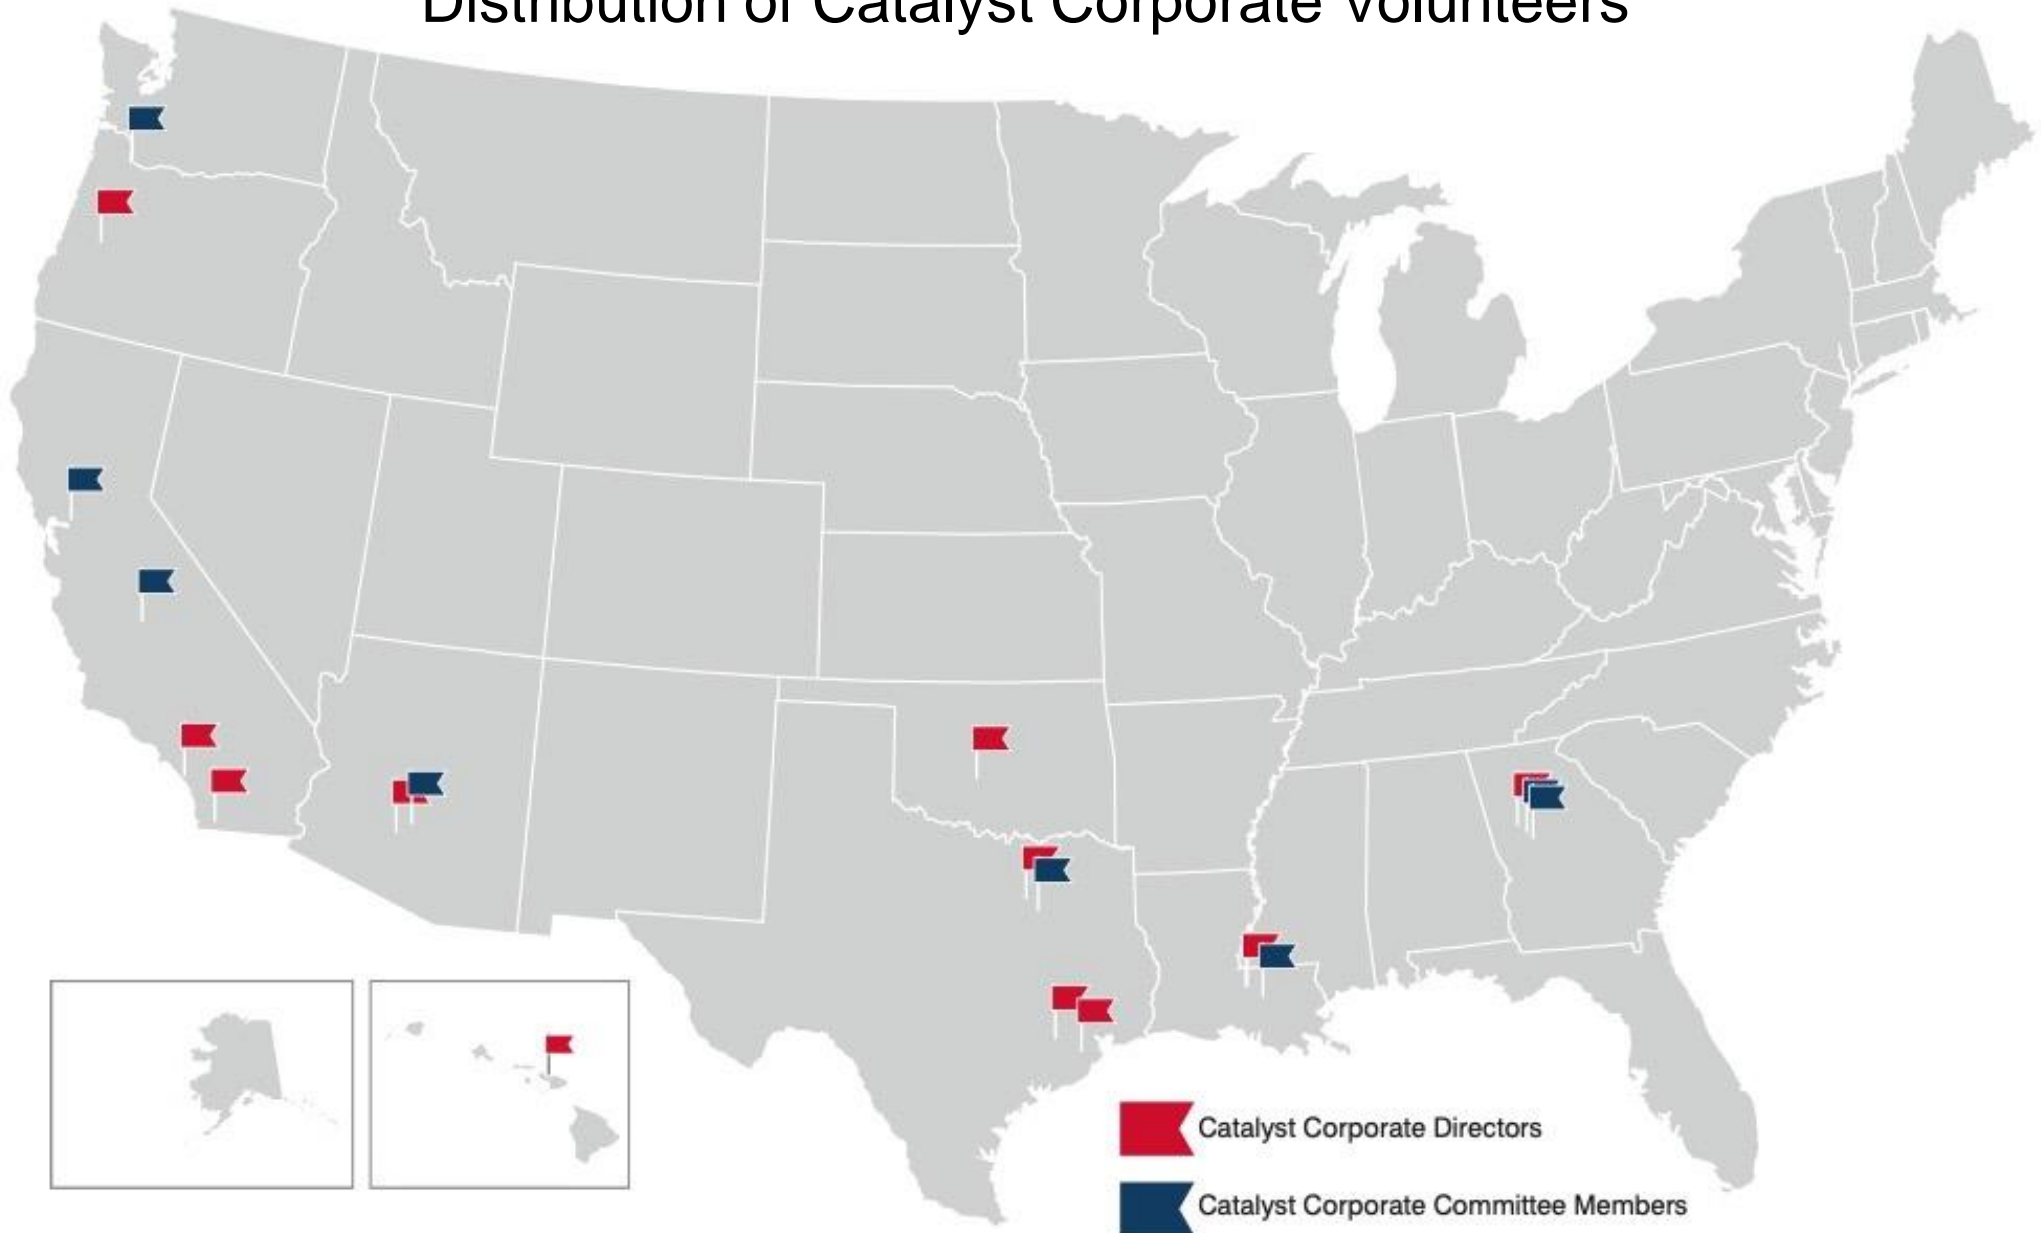 Distribution of Catalyst Corporate Volunteers
Catalyst Corporate Directors
Catalyst Corporate Committee Members